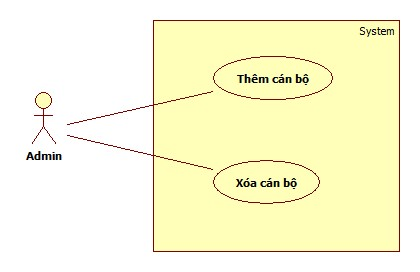 System
Thêm cán bộ
Admin
Xóa cán bộ